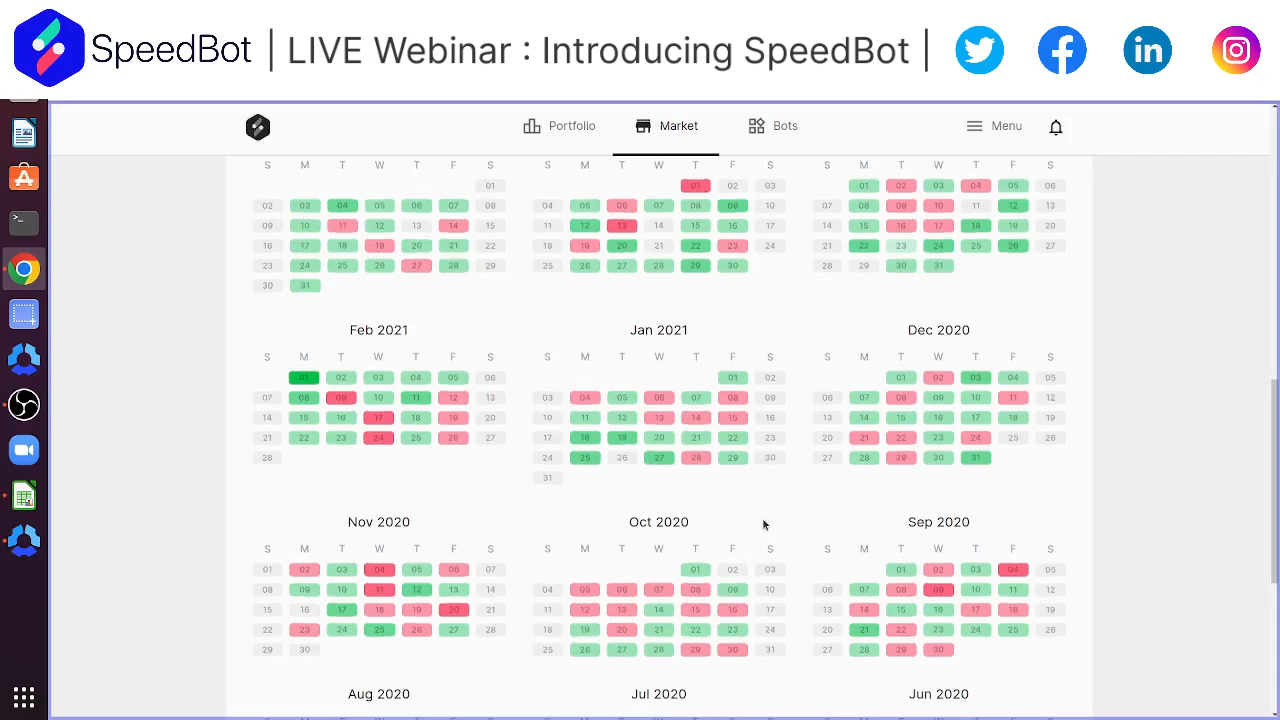 SpeedBot | LIVE Webinar : Introducing SpeedBot |
Portfolio Market Bots Menu
S M T W T F S
01
02 03 04 05 06 07 08
09 10 11 12 13 14 15
16 17 18 19 20 21 22
23 24 25 26 27 28 29
30 31
S M T W T F S
01 02 03
04 05 06 07 08 09 10
11 12 13 14 15 16 17
18 19 20 21 22 23 24
25 26 27 28 29 30
S M T W T F S
01 02 03 04 05 06
07 08 09 10 11 12 13
14 15 16 17 18 19 20
21 22 23 24 25 26 27
28 29 30 31
Feb 2021
S M T W T F S
01 02 03 04 05 06
07 08 09 10 11 12 13
14 15 16 17 18 19 20
21 22 23 24 25 26 27
28
Jan 2021
S M T W T F S
01 02
03 04 05 06 07 08 09
10 11 12 13 14 15 16
17 18 19 20 21 22 23
24 25 26 27 28 29 30
31
Dec 2020
S M T W T F S
01 02 03 04 05
06 07 08 09 10 11 12
13 14 15 16 17 18 19
20 21 22 23 24 25 26
27 28 29 30 31
Nov 2020
S M T W T F S
01 02 03 04 05 06 07
08 09 10 11 12 13 14
15 16 17 18 19 20 21
22 23 24 25 26 27 28
29 30
Oct 2020
S M T W T F S
01 02 03
04 05 06 07 08 09 10
11 12 13 14 15 16 17
18 19 20 21 22 23 24
25 26 27 28 29 30 31
Sep 2020
S M T W T F S
01 02 03 04 05
06 07 08 09 10 11 12
13 14 15 16 17 18 19
20 21 22 23 24 25 26
27 28 29 30
Aug 2020
Jul 2020
Jun 2020